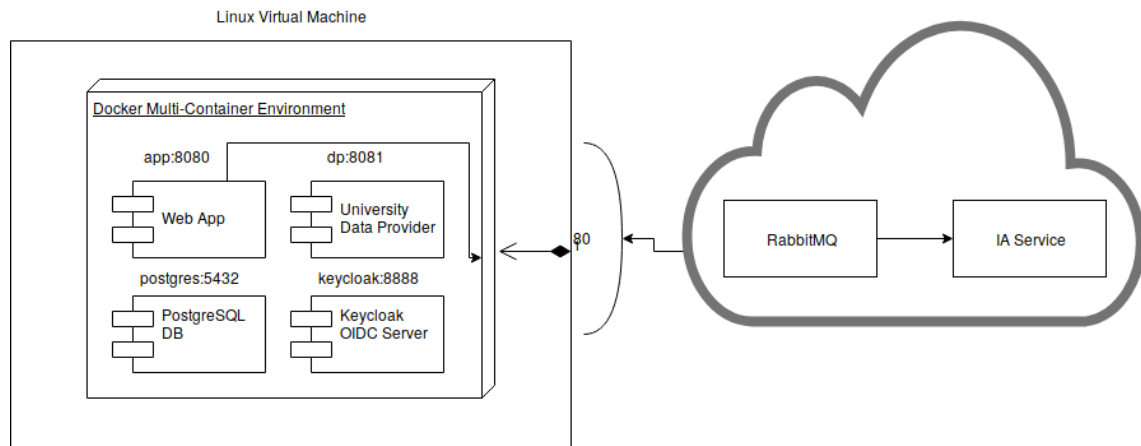 Linux Virtual Machine
Docker Multi-Container Environment
app:8080
dp:8081
Web App
University
Data Provider
postgres:5432
keycloak:8888
PostgreSQL
DB
Keycloak
OIDC Server
80
1
RabbitMQ
IA Service